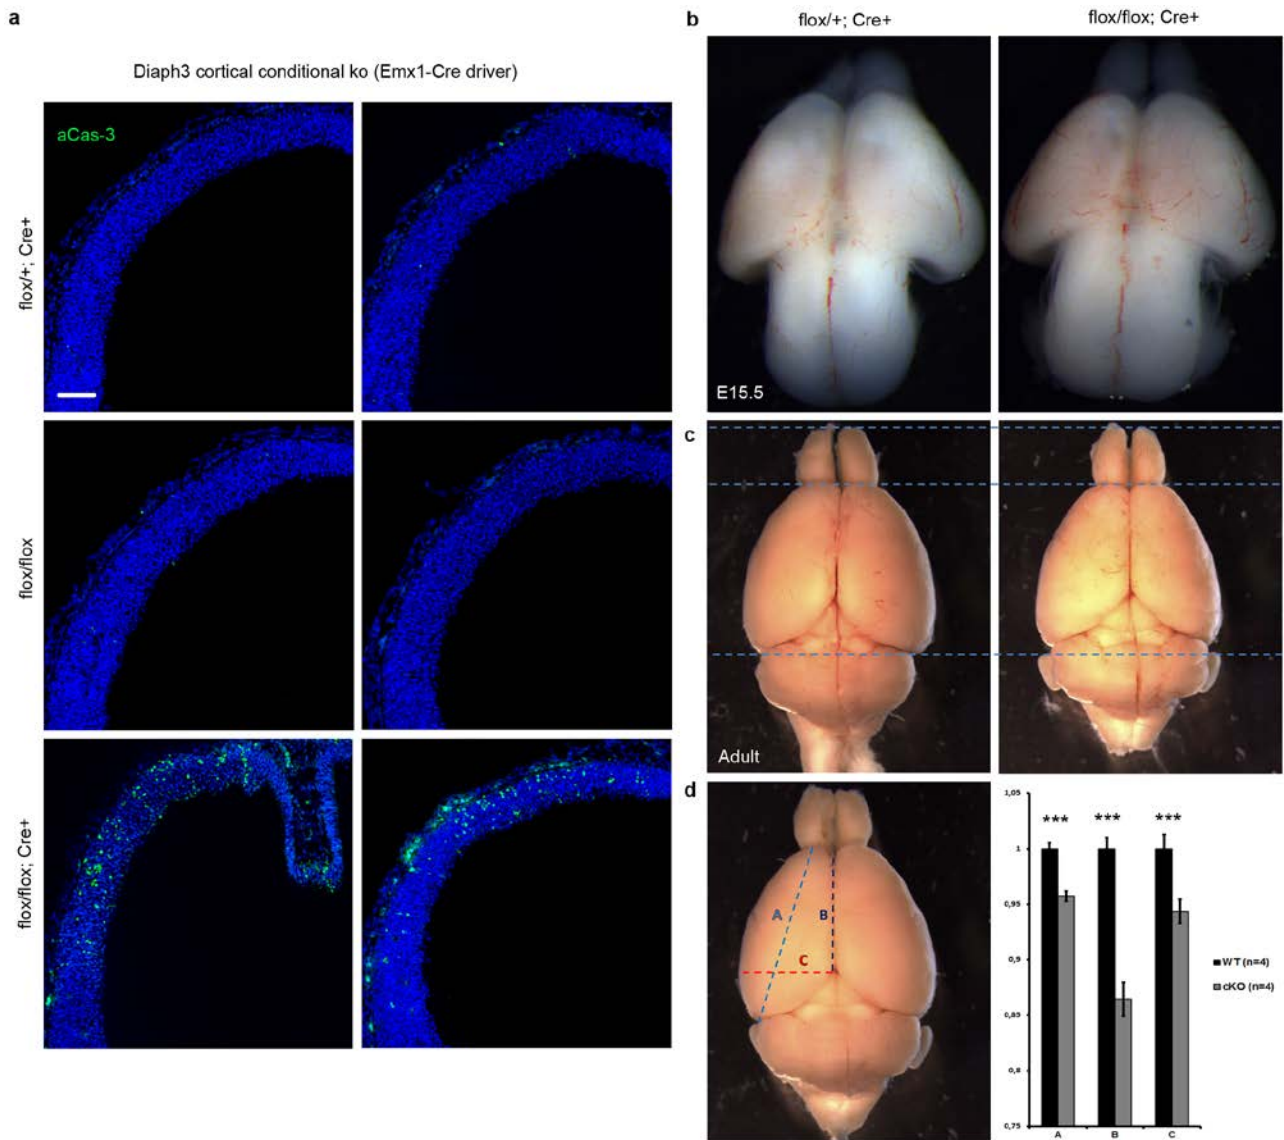 a
Diaph3 cortical conditional ko (Emx1-Cre driver)
aCas-3
flox/+; Cre+
flox/flox
flox/flox; Cre+
b
flox/+; Cre+
flox/flox; Cre+
E15.5
c
Adult
d
A
B
C
1,05
1
0,95
0,9
0,85
0,8
0,75
***
***
***
WT (n=4)
cKO (n=4)
A
B
C